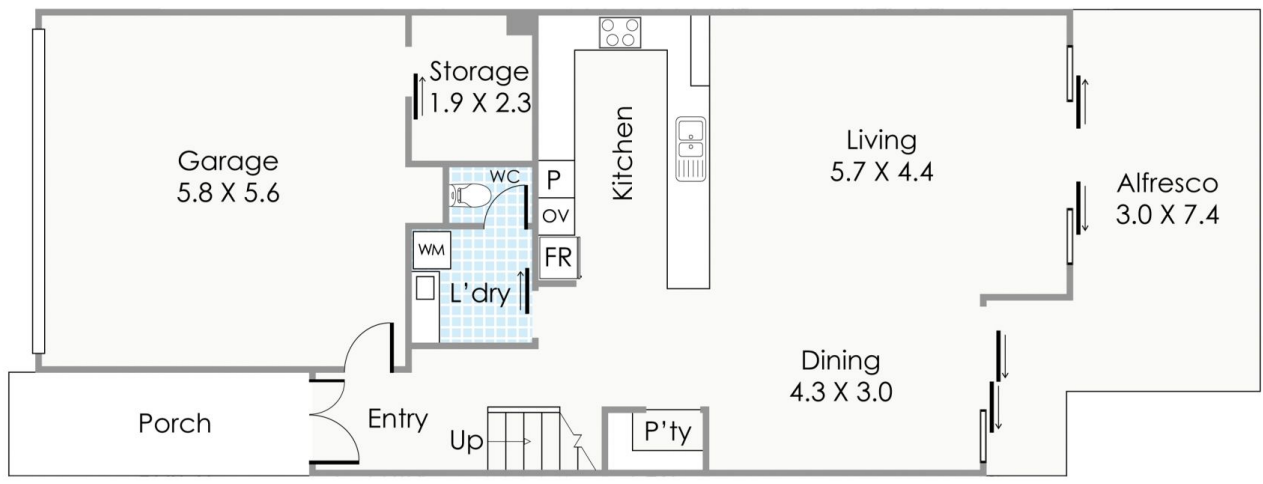 Garage
5.8 X 5.6
Storage
1.9 X 2.3
WC
WM
L'dry
P
OV
FR
Kitchen
Living
5.7 X 4.4
Alfresco
3.0 X 7.4
Dining
4.3 X 3.0
Porch
Entry
Up
P'ty